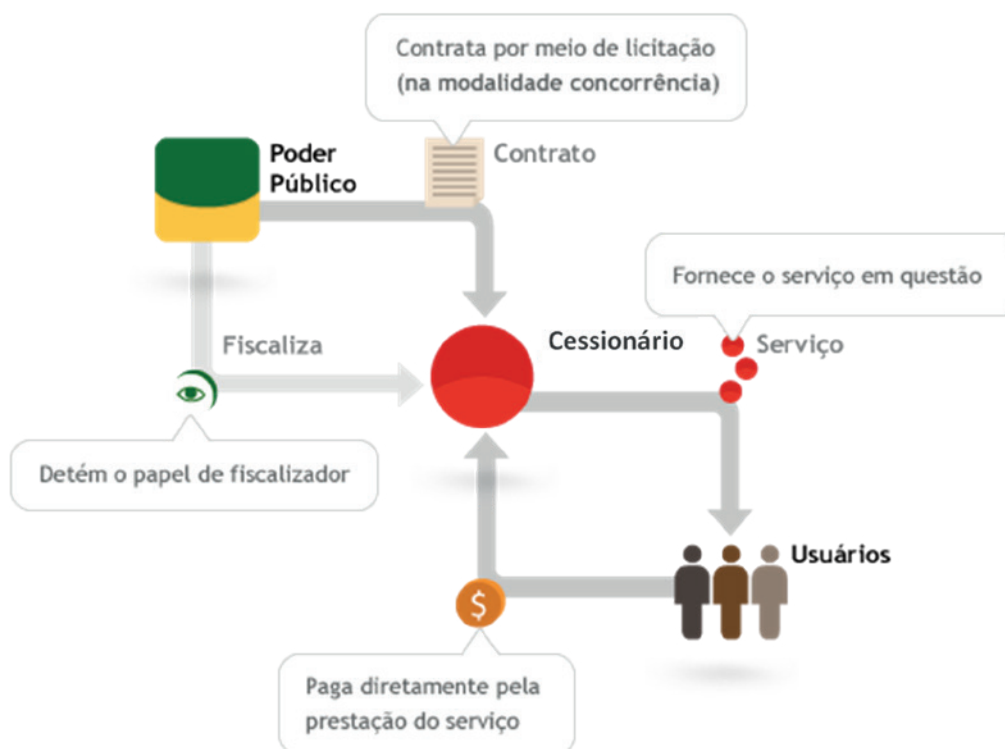 Contrata por meio de licitação
(na modalidade concorrência)
Poder
Público
Contrato
Fornece o serviço em questão
Fiscaliza
Cessionário
Serviço
Detém o papel de fiscalizador
Usuários
$
Paga diretamente pela
prestação do serviço